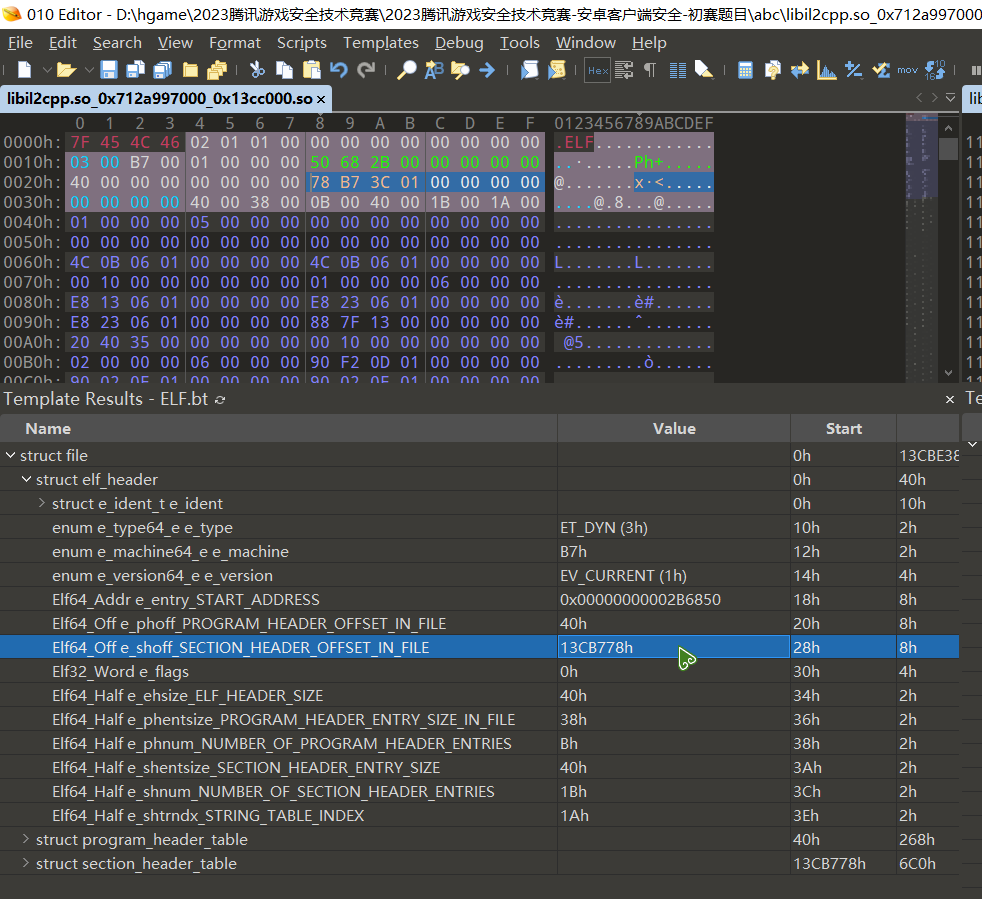 010 Editor - D:\hgame\2023腾讯游戏安全技术竞赛\2023腾讯游戏安全技术竞赛-安卓客户端安全-初赛题目\abc\libil2cpp.so_0x712a997000
File Edit Search View Format Scripts Templates Debug Tools Window Help
libil2cpp.so_0x712a997000_0x13cc000.so ×
0 1 2 3 4 5 6 7 8 9 A B C D E F 0123456789ABCDEF
0000h: 7F 45 4C 46 02 01 01 00 00 00 00 00 00 00 00 00 .ELF............
0010h: 03 00 B7 00 01 00 00 00 50 68 2B 00 00 00 00 00 ..·.....Ph+.....
0020h: 40 00 00 00 00 00 00 00 78 B7 3C 01 00 00 00 00 @.......x·<.....
0030h: 00 00 00 00 40 00 38 00 0B 00 40 00 1B 00 1A 00 ....@.8...@.....
0040h: 01 00 00 00 05 00 00 00 00 00 00 00 00 00 00 00 ................
0050h: 00 00 00 00 00 00 00 00 00 00 00 00 00 00 00 00 ................
0060h: 4C 0B 06 01 00 00 00 00 4C 0B 06 01 00 00 00 00 L.......L.......
0070h: 00 10 00 00 00 00 00 00 01 00 00 00 06 00 00 00 ................
0080h: E8 13 06 01 00 00 00 00 E8 23 06 01 00 00 00 00 è.......è#......
0090h: E8 23 06 01 00 00 00 00 88 7F 13 00 00 00 00 00 è#......ˆ.......
00A0h: 20 40 35 00 00 00 00 00 00 10 00 00 00 00 00 00 @5.............
00B0h: 02 00 00 00 06 00 00 00 90 F2 0D 01 00 00 00 00 .........ò......
Template Results - ELF.bt
Name Value Start
struct file 0h 13CBE38
struct elf_header 0h 40h
struct e_ident_t e_ident 0h 10h
enum e_type64_e e_type ET_DYN (3h) 10h 2h
enum e_machine64_e e_machine B7h 12h 2h
enum e_version64_e e_version EV_CURRENT (1h) 14h 4h
Elf64_Addr e_entry_START_ADDRESS 0x00000000002B6850 18h 8h
Elf64_Off e_phoff_PROGRAM_HEADER_OFFSET_IN_FILE 40h 20h 8h
Elf64_Off e_shoff_SECTION_HEADER_OFFSET_IN_FILE 13CB778h 28h 8h
Elf32_Word e_flags 0h 30h 4h
Elf64_Half e_ehsize_ELF_HEADER_SIZE 40h 34h 2h
Elf64_Half e_phentsize_PROGRAM_HEADER_ENTRY_SIZE_IN_FILE 38h 36h 2h
Elf64_Half e_phnum_NUMBER_OF_PROGRAM_HEADER_ENTRIES Bh 38h 2h
Elf64_Half e_shentsize_SECTION_HEADER_ENTRY_SIZE 40h 3Ah 2h
Elf64_Half e_shnum_NUMBER_OF_SECTION_HEADER_ENTRIES 1Bh 3Ch 2h
Elf64_Half e_shtrndx_STRING_TABLE_INDEX 1Ah 3Eh 2h
struct program_header_table 40h 268h
struct section_header_table 13CB778h 6C0h